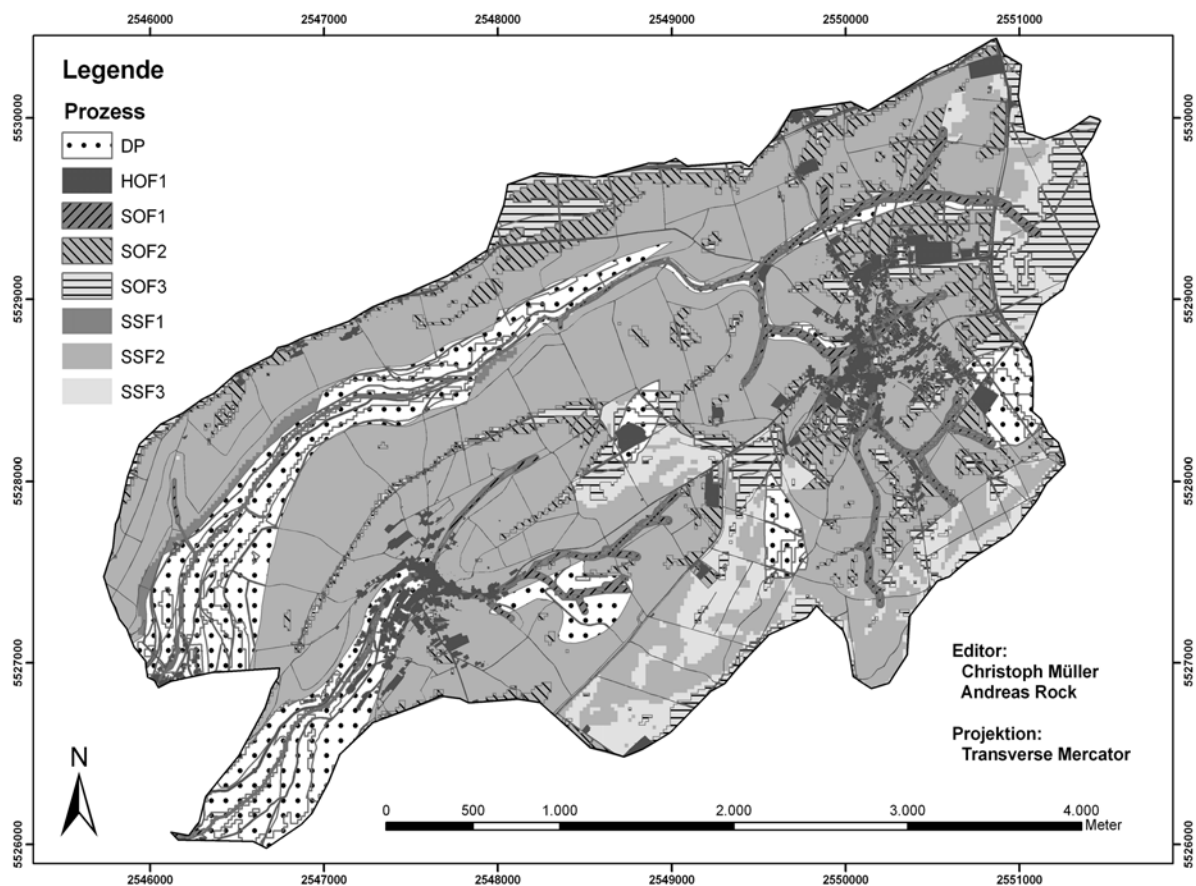 2546000 2547000 2548000 2549000 2550000 2551000
Legende
Prozess
DP
HOF1
SOF1
SOF2
SOF3
SSF1
SSF2
SSF3
5530000 5530000
5529000 5529000
5528000 5528000
5527000 5527000
5526000 5526000
Editor:
Christoph Müller
Andreas Rock
Projektion:
Transverse Mercator
N
0 500 1.000 2.000 3.000 4.000
Meter
2546000 2547000 2548000 2549000 2550000 2551000